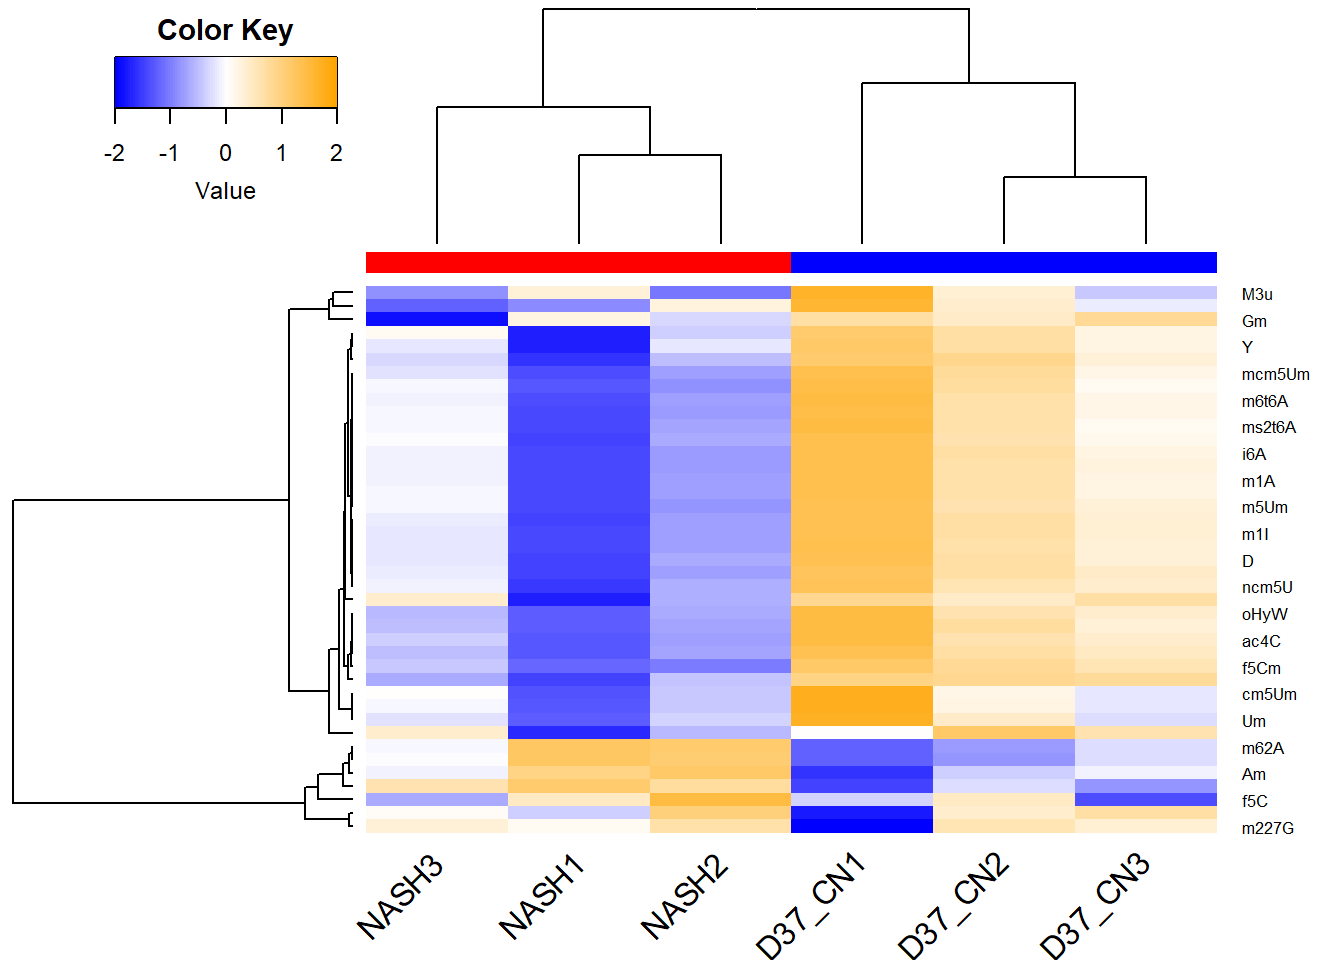 Color Key
-2 -1 0 1 2
Value
M3u
Gm
Y
mcm5Um
m6t6A
ms2t6A
i6A
m1A
m5Um
m1I
D
ncm5U
oHyW
ac4C
f5Cm
cm5Um
Um
m62A
Am
f5C
m227G
NASH3 NASH1 NASH2 D37_CN1 D37_CN2 D37_CN3